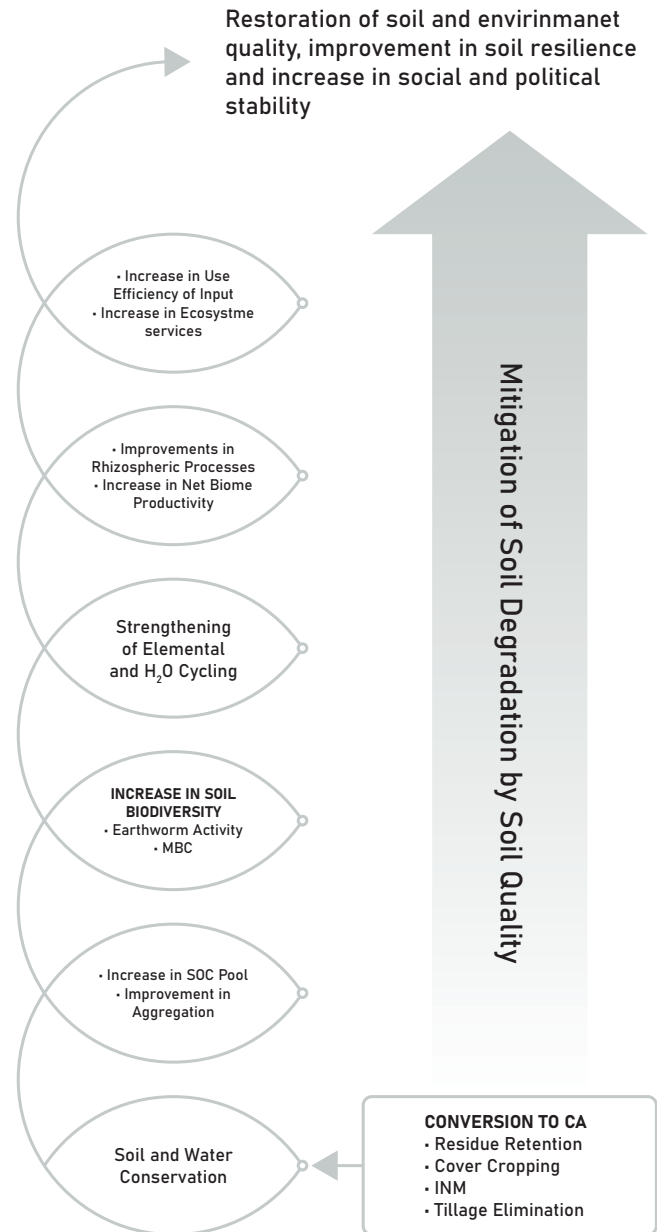 Restoration of soil and envirinmanet
quality, improvement in soil resilience
and increase in social and political
stability
• Increase in Use
Efficiency of Input
• Increase in Ecosystme
services
• Improvements in
Rhizospheric Processes
• Increase in Net Biome
Productivity
Strengthening
of Elemental
and H₂O Cycling
INCREASE IN SOIL
BIODIVERSITY
• Earthworm Activity
• MBC
• Increase in SOC Pool
• Improvement in
Aggregation
Soil and Water
Conservation
Mitigation of Soil Degradation by Soil Quality
CONVERSION TO CA
• Residue Retention
• Cover Cropping
• INM
• Tillage Elimination